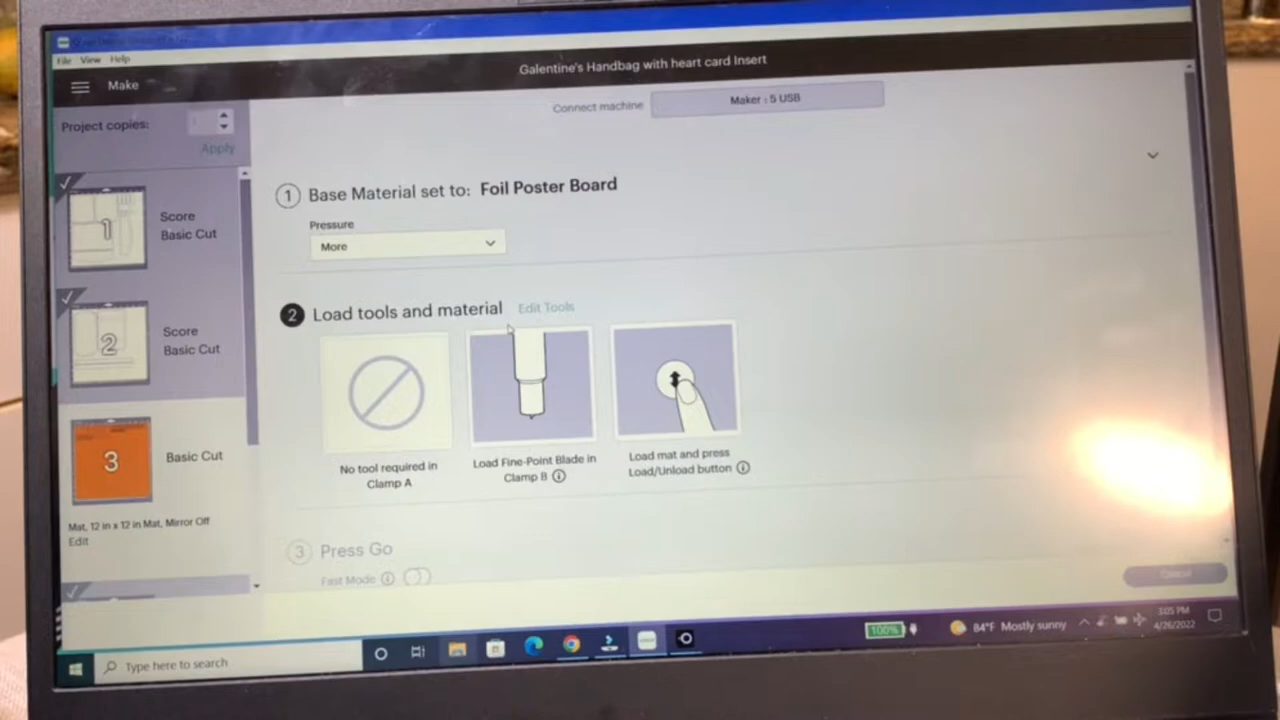 File View Help
Make
Galentine's Handbag with heart card Insert
Connect machine
Maker : 5 USB
Project copies:
Apply
1
Score
Basic Cut
2
Score
Basic Cut
3
Basic Cut
Mat, 12 in x 12 in Mat, Mirror Off
Edit
1 Base Material set to: Foil Poster Board
Pressure
More
2 Load tools and material Edit Tools
No tool required in
Clamp A
Load Fine-Point Blade in
Clamp B
Load mat and press
Load/Unload button
3 Press Go
Fast Mode
Cancel
Type here to search
100%
84°F Mostly sunny
3:05 PM
4/26/2022